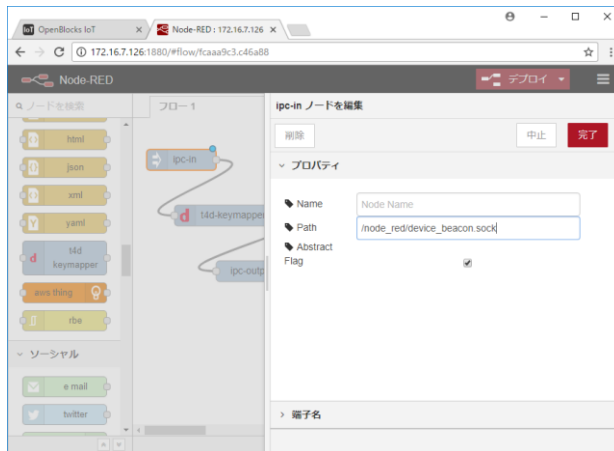 OpenBlocks IoT
Node-RED : 172.16.7.126
172.16.7.126:1880/#flow/fcaaa9c3.c46a88
Node-RED
デプロイ
ノードを検索
html
json
xml
yaml
t4d
keymapper
aws thing
rbe
ソーシャル
e mail
twitter
フロー 1
ipc-in
t4d-keymapper
ipc-outp
ipc-in ノードを編集
削除
中止
完了
プロパティ
Name
Node Name
Path
/node_red/device_beacon.sock
Abstract
Flag
端子名